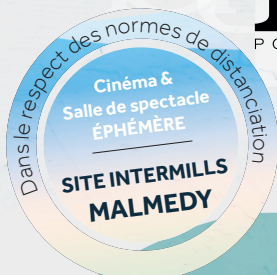 Dans le respect des normes de distanciation
Cinéma &
Salle de spectacle
ÉPHÉMÈRE
SITE INTERMILLS
MALMEDY